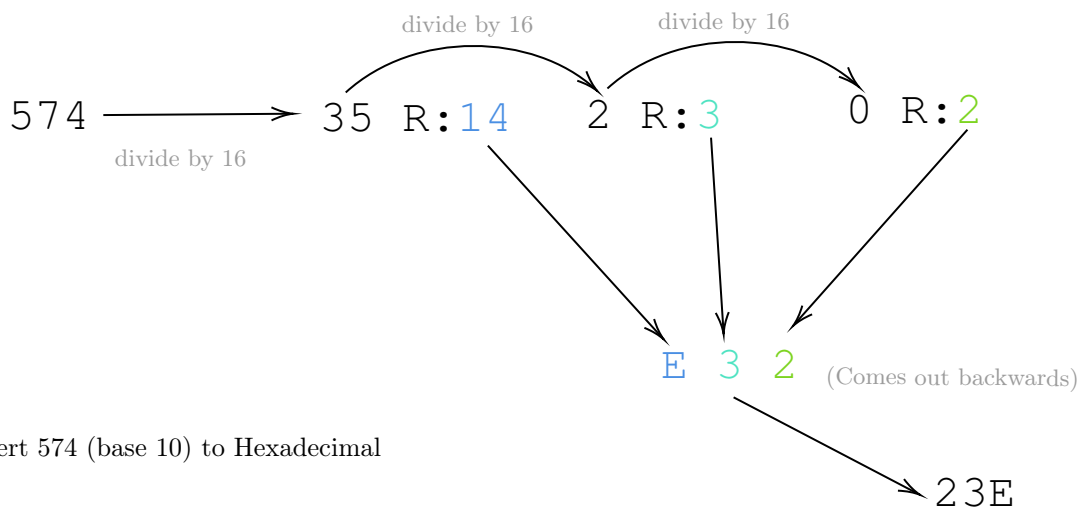 divide by 16
divide by 16
574
35 R:14
2 R:3
0 R:2
divide by 16
E 3 2
(Comes out backwards)
574 (base 10) to Hexadecimal
23E